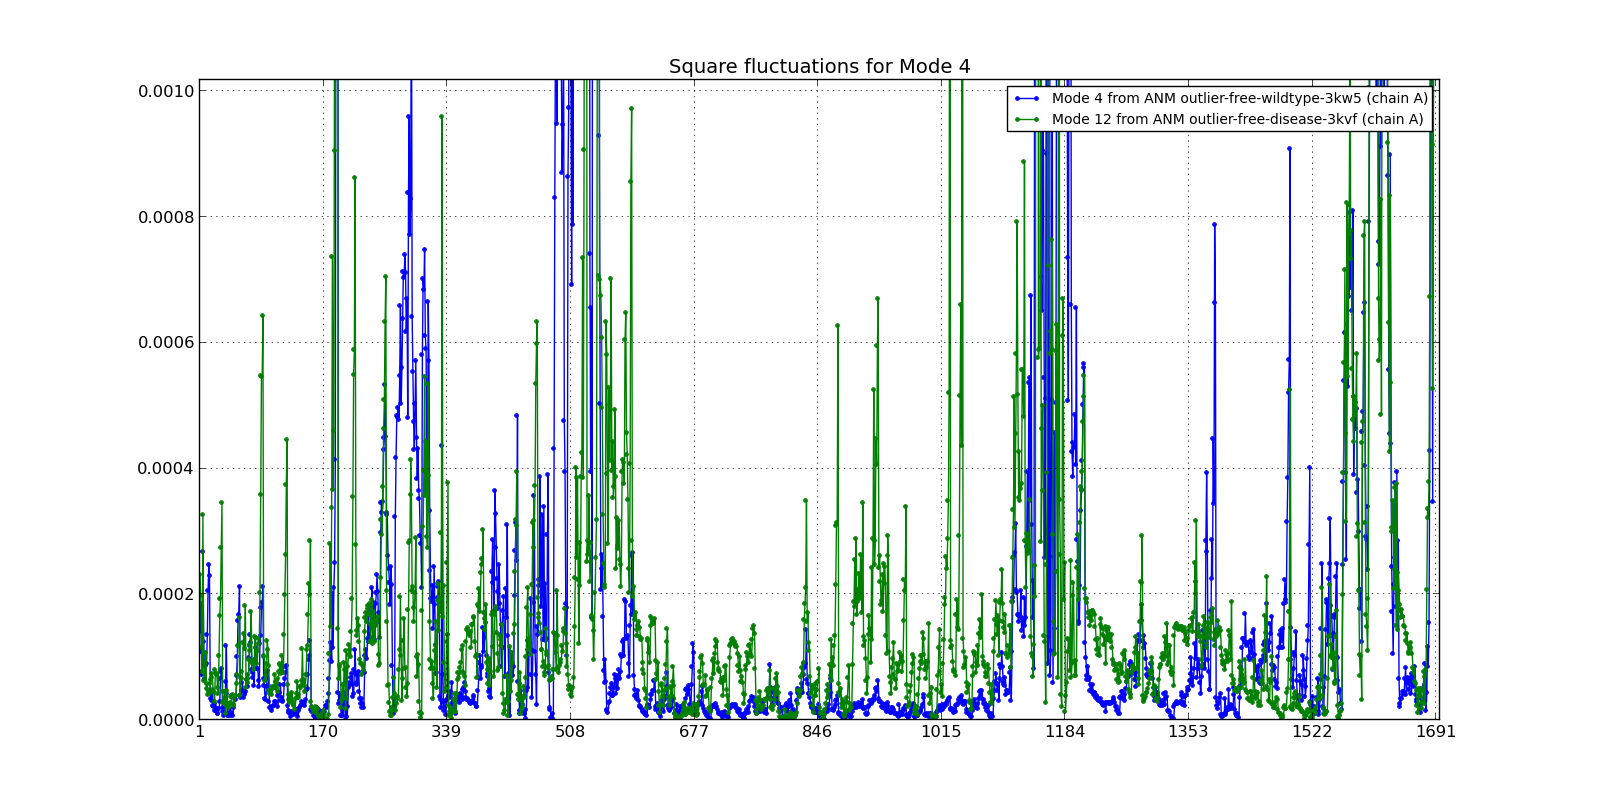 Square fluctuations for Mode 4
0.0010
0.0008
0.0006
0.0004
0.0002
0.0000
Mode 4 from ANM outlier-free-wildtype-3kw5 (chain A)
Mode 12 from ANM outlier-free-disease-3kvf (chain A)
1 170 339 508 677 846 1015 1184 1353 1522 1691